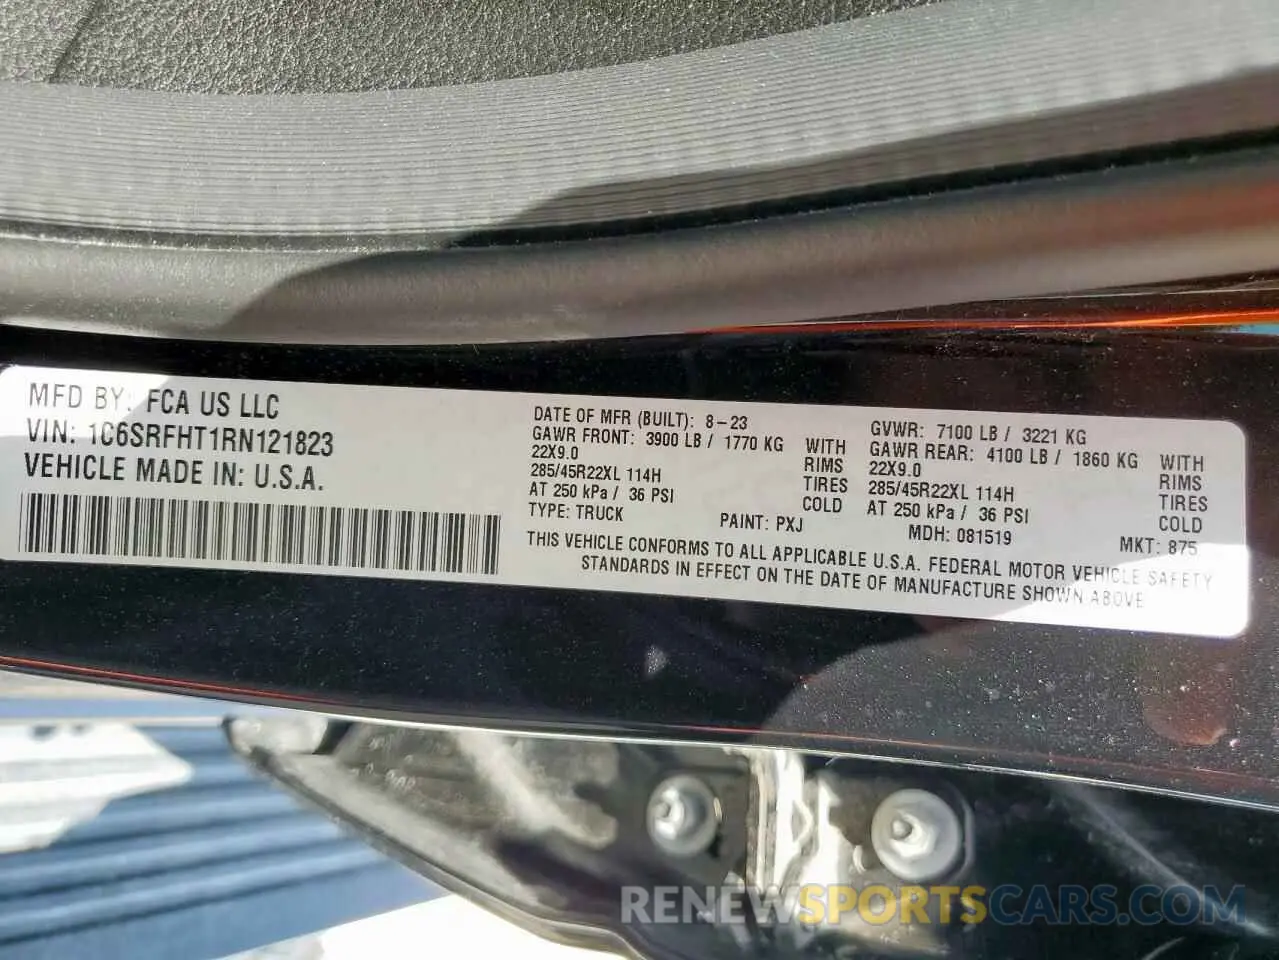 MFD BY: FCA US LLC
VIN: 1C6SRFHT1RN121823
VEHICLE MADE IN: U.S.A.
DATE OF MFR (BUILT): 8-23
GAWR FRONT: 3900 LB / 1770 KG WITH
22X9.0 RIMS
285/45R22XL 114H TIRES
AT 250 kPa / 36 PSI COLD
TYPE: TRUCK PAINT: PXJ
GVWR: 7100 LB / 3221 KG
GAWR REAR: 4100 LB / 1860 KG WITH
22X9.0 RIMS
285/45R22XL 114H TIRES
AT 250 kPa / 36 PSI COLD
MDH: 081519 MKT: 875
THIS VEHICLE CONFORMS TO ALL APPLICABLE U.S.A. FEDERAL MOTOR VEHICLE SAFETY
STANDARDS IN EFFECT ON THE DATE OF MANUFACTURE SHOWN ABOVE
RENEWSPORTSCARS.COM